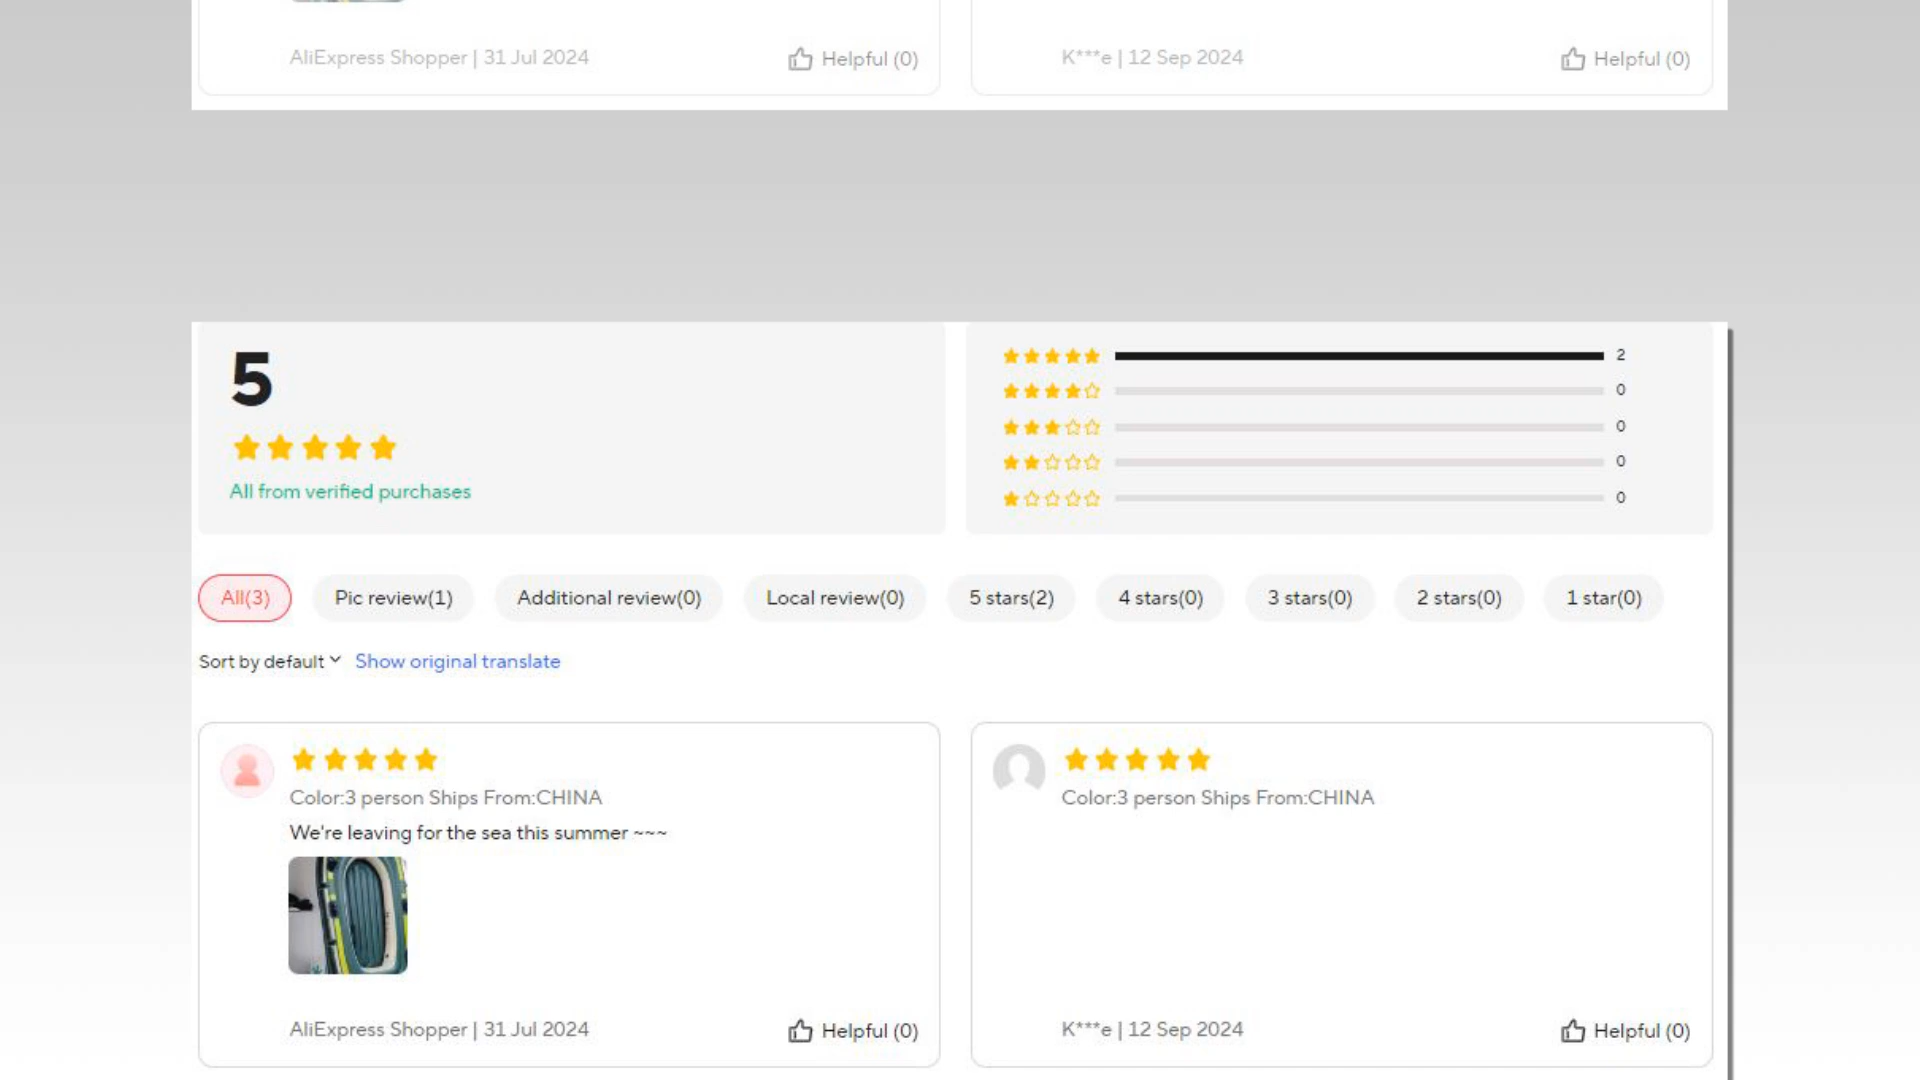 AliExpress Shopper | 31 Jul 2024
Helpful (0)
K***e | 12 Sep 2024
Helpful (0)
5
All from verified purchases
2
0
0
0
0
All(3)
Pic review(1)
Additional review(0)
Local review(0)
5 stars(2)
4 stars(0)
3 stars(0)
2 stars(0)
1 star(0)
Sort by default
Show original translate
Color:3 person Ships From:CHINA
We're leaving for the sea this summer ~~~
AliExpress Shopper | 31 Jul 2024
Helpful (0)
Color:3 person Ships From:CHINA
K***e | 12 Sep 2024
Helpful (0)